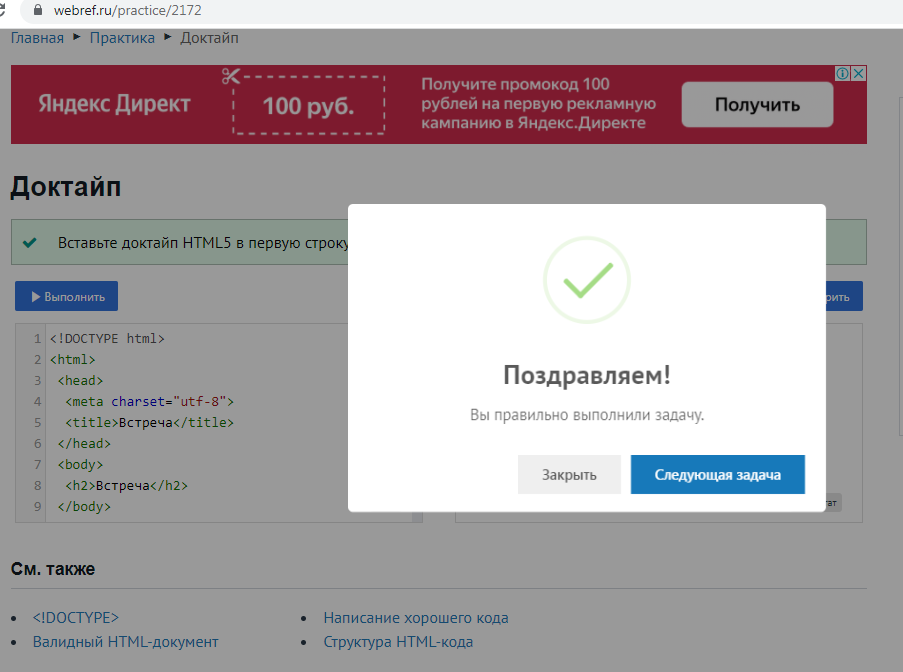 webref.ru/practice/2172
Главная ► Практика ► Доктайп
Яндекс Директ
100 руб.
Получите промокод 100
рублей на первую рекламную
кампанию в Яндекс.Директе
Получить
Доктайп
Вставьте доктайп HTML5 в первую строку
Выполнить
рить
1 <!DOCTYPE html>
2 <html>
3 <head>
4 <meta charset="utf-8">
5 <title>Встреча</title>
6 </head>
7 <body>
8 <h2>Встреча</h2>
9 </body>
Поздравляем!
Вы правильно выполнили задачу.
Закрыть
Следующая задача
тат
См. также
• <!DOCTYPE>
• Валидный HTML-документ
• Написание хорошего кода
• Структура HTML-кода